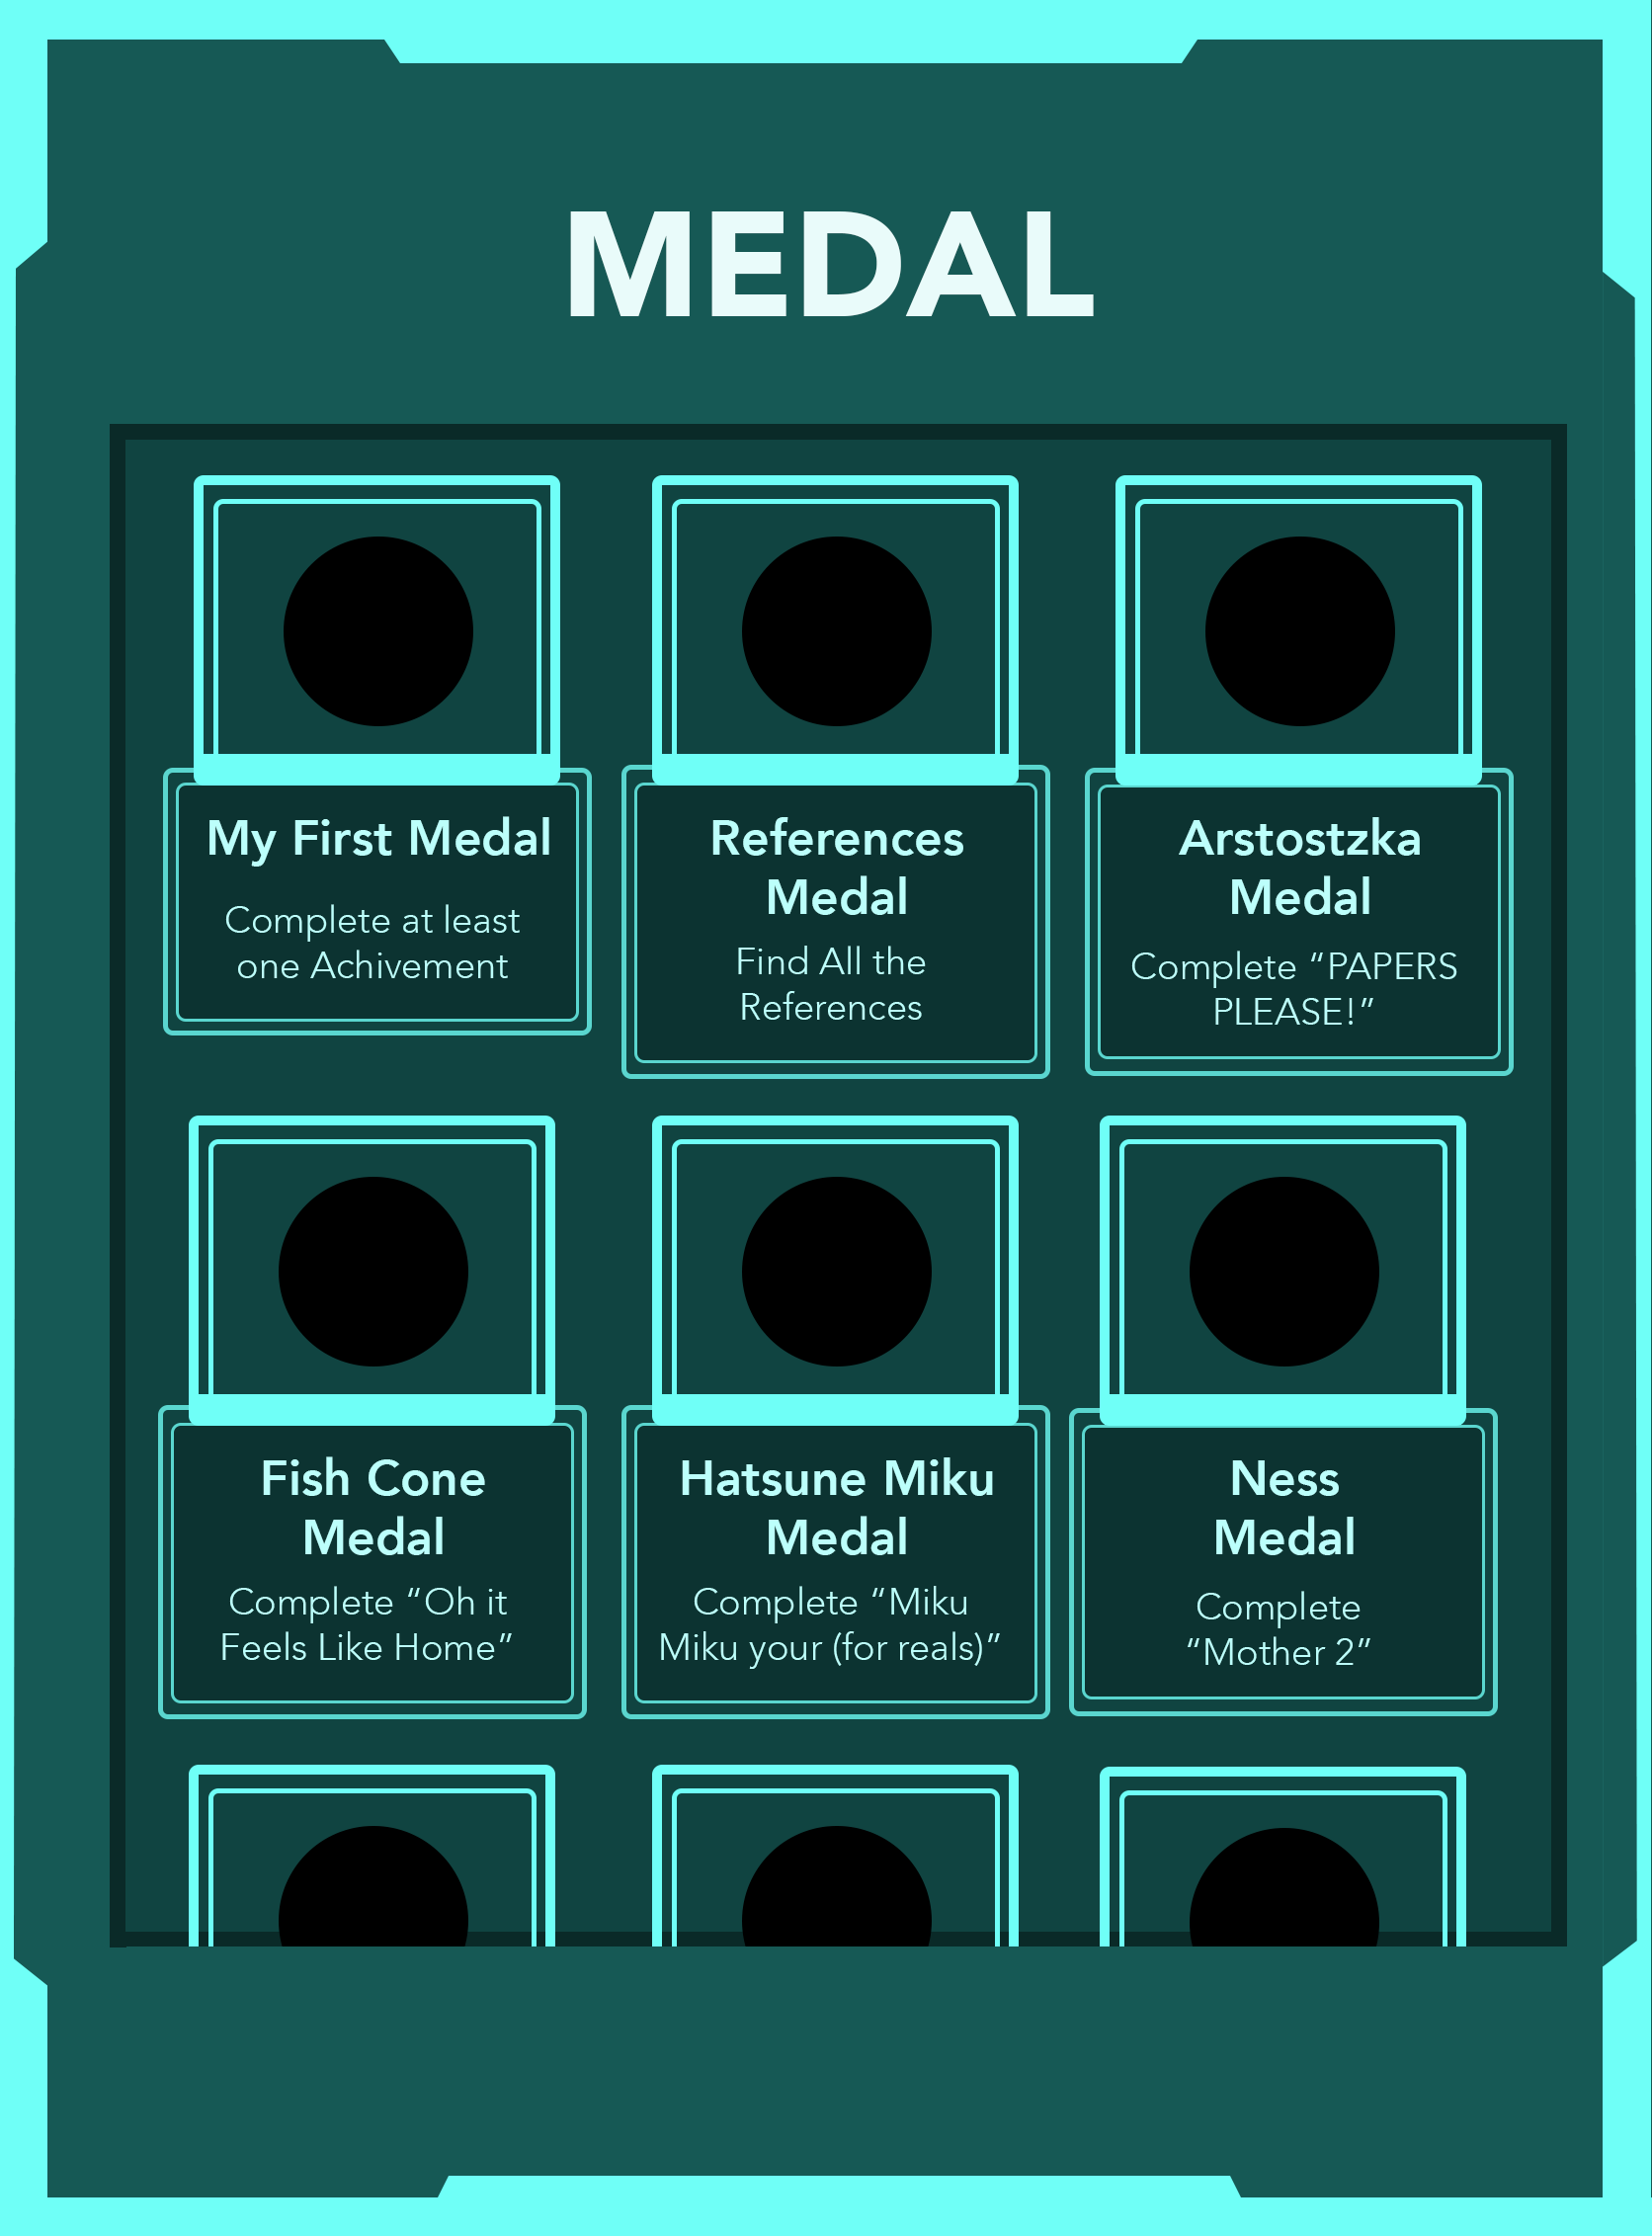 MEDAL
My First Medal
Complete at least
one Achivement
References
Medal
Find All the
References
Arstostzka
Medal
Complete “PAPERS
PLEASE!”
Fish Cone
Medal
Complete “Oh it
Feels Like Home”
Hatsune Miku
Medal
Complete “Miku
Miku your (for reals)”
Ness
Medal
Complete
“Mother 2”